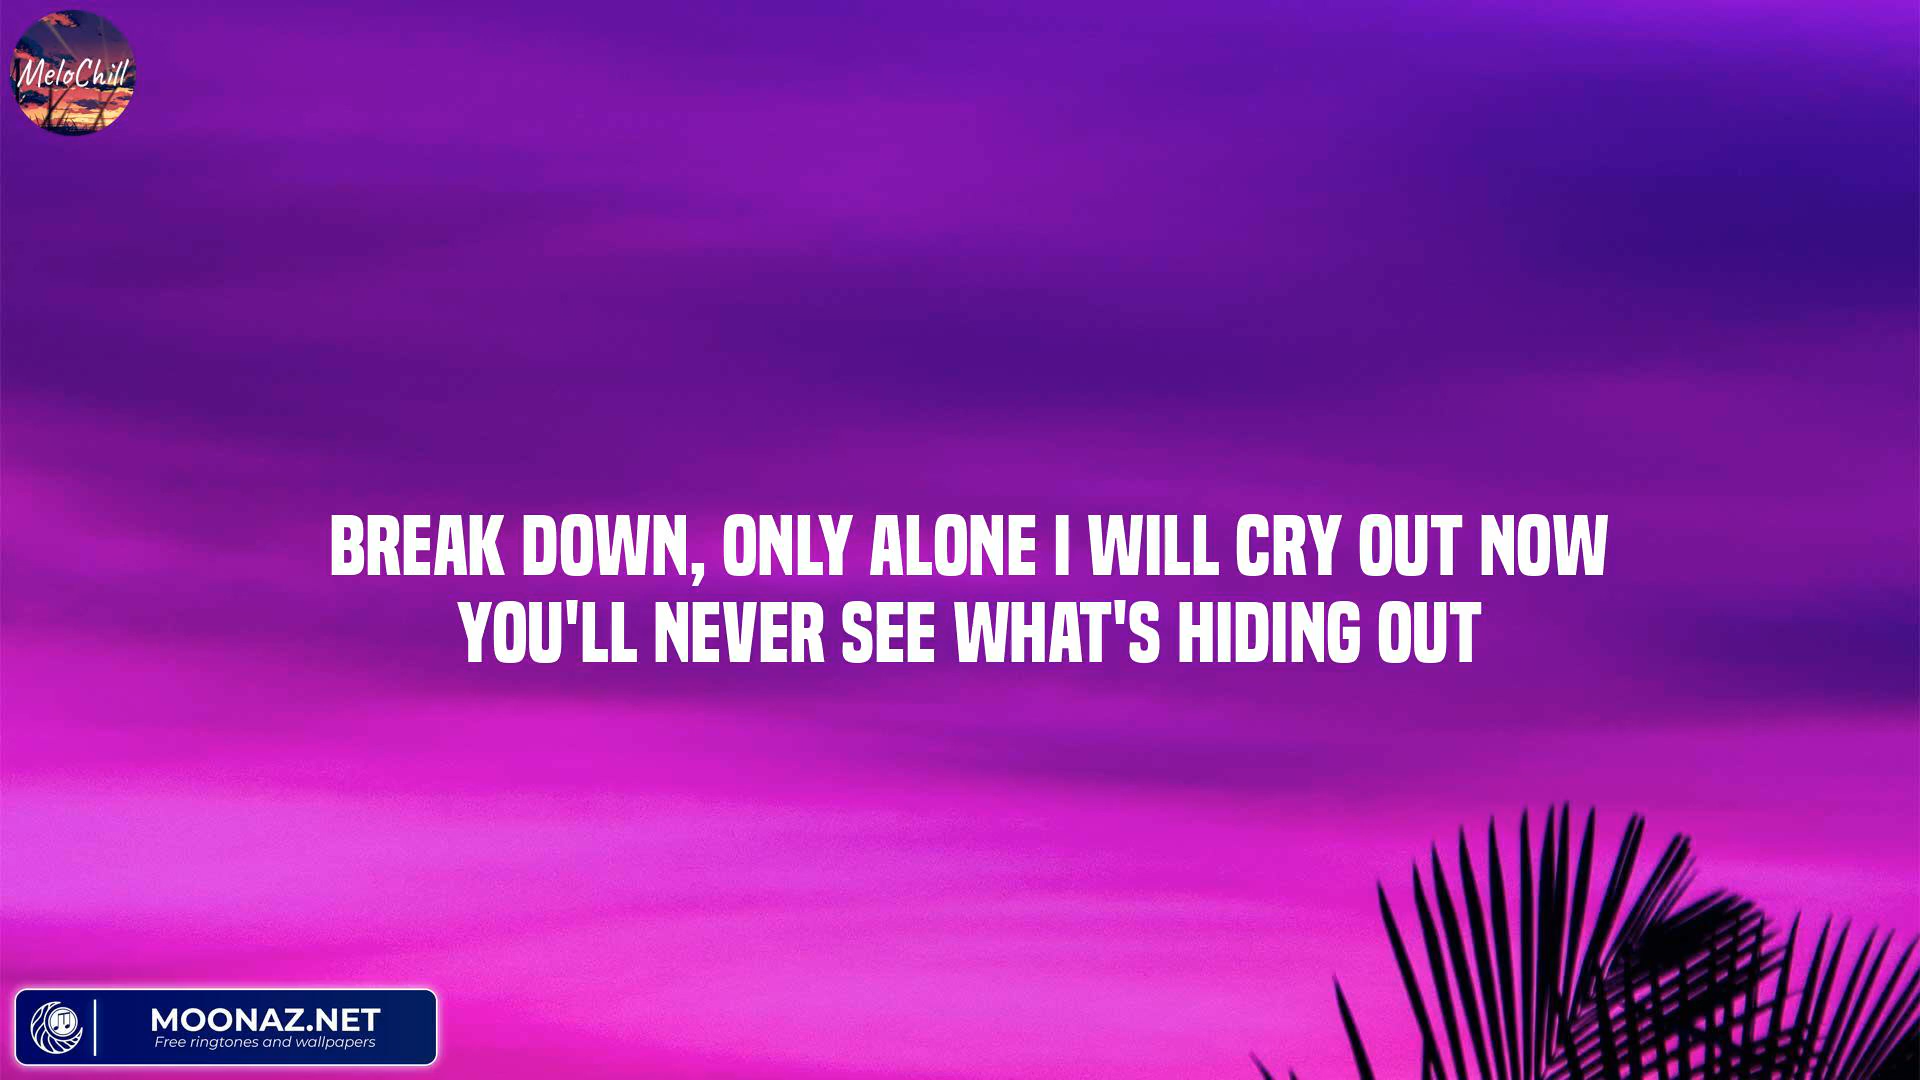 MeloChill
BREAK DOWN, ONLY ALONE I WILL CRY OUT NOW
YOU'LL NEVER SEE WHAT'S HIDING OUT
MOONAZ.NET
Free ringtones and wallpapers